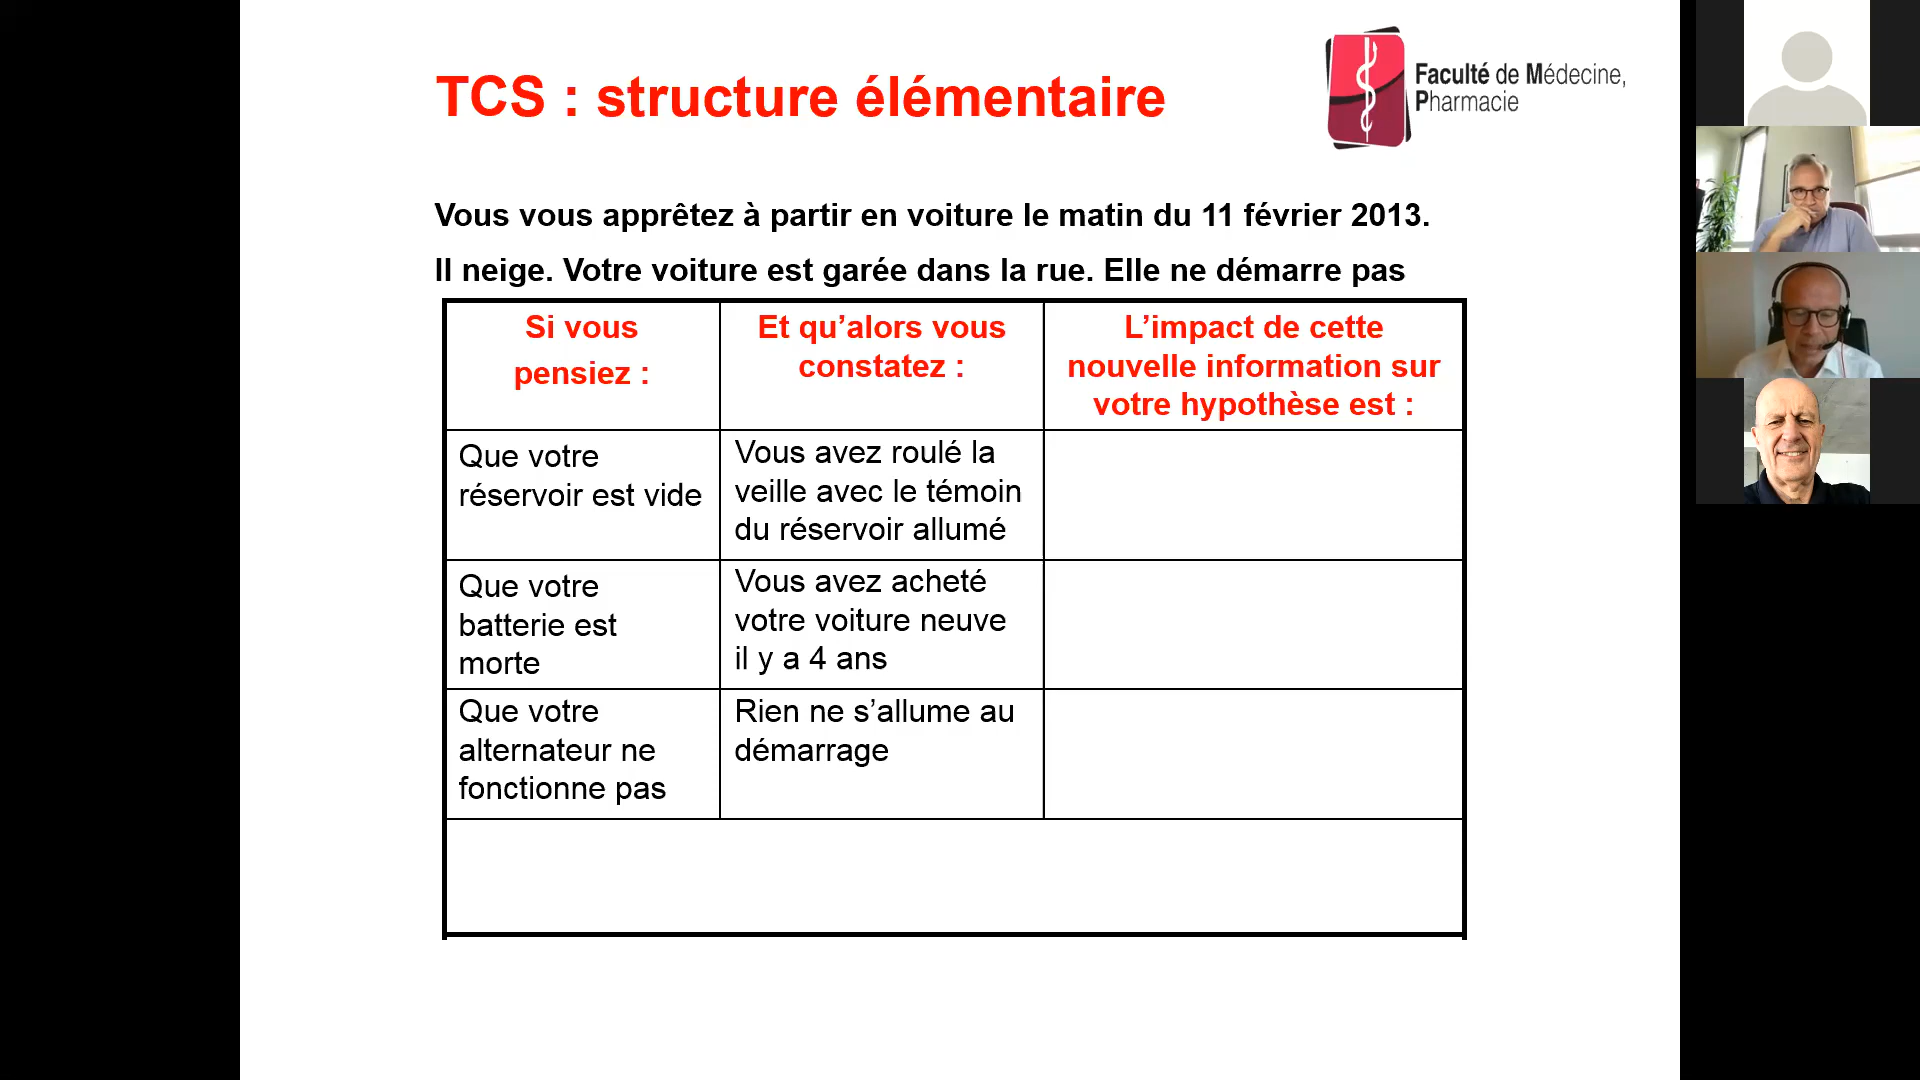 TCS : structure élémentaire
Faculté de Médecine,
Pharmacie
Vous vous apprêtez à partir en voiture le matin du 11 février 2013.
Il neige. Votre voiture est garée dans la rue. Elle ne démarre pas
Si vous
pensiez :
Et qu’alors vous
constatez :
L’impact de cette
nouvelle information sur
votre hypothèse est :
Que votre
réservoir est vide
Vous avez roulé la
veille avec le témoin
du réservoir allumé
Que votre
batterie est
morte
Vous avez acheté
votre voiture neuve
il y a 4 ans
Que votre
alternateur ne
fonctionne pas
Rien ne s’allume au
démarrage